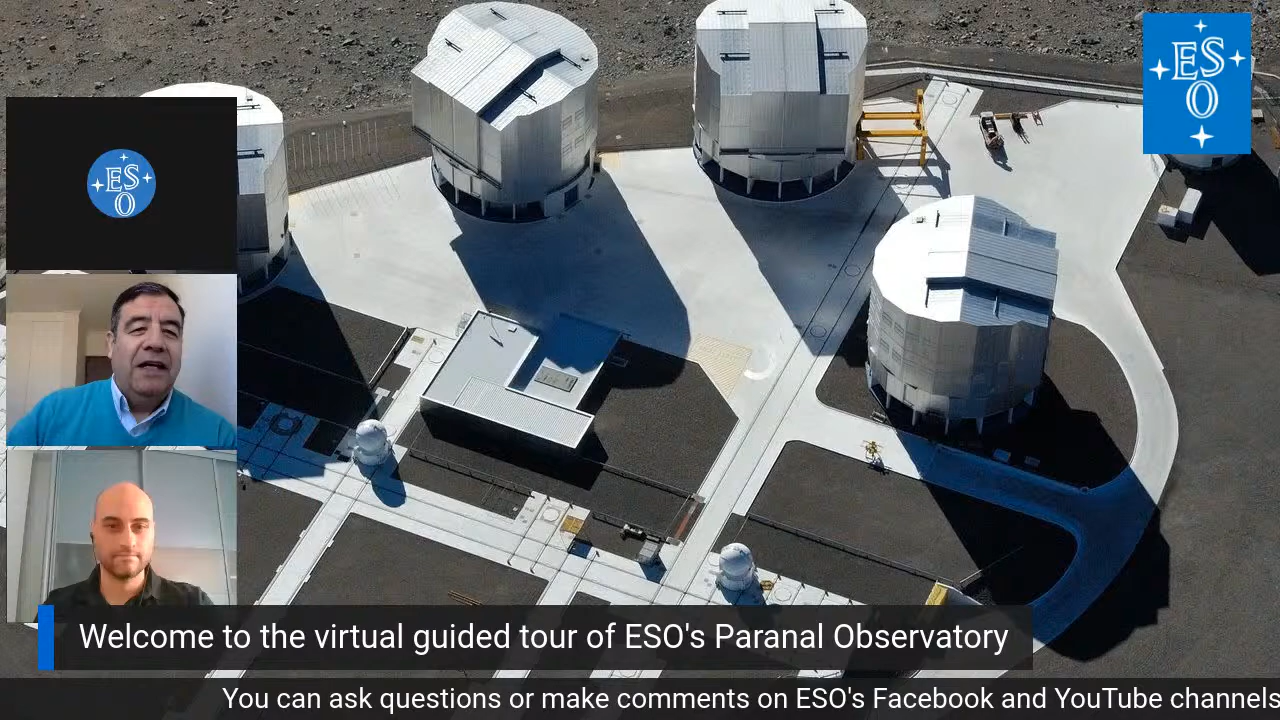 ESO
ESO
Welcome to the virtual guided tour of ESO's Paranal Observatory
You can ask questions or make comments on ESO's Facebook and YouTube channels